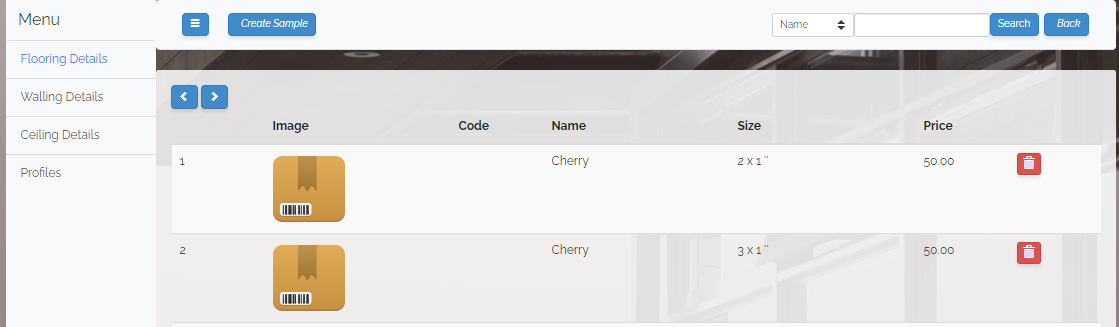 Menu
Create Sample
Name
Search
Back
Flooring Details
Walling Details
Ceiling Details
Profiles
Image Code Name Size Price
1 Cherry 2 x 1 " 50.00
2 Cherry 3 x 1 " 50.00